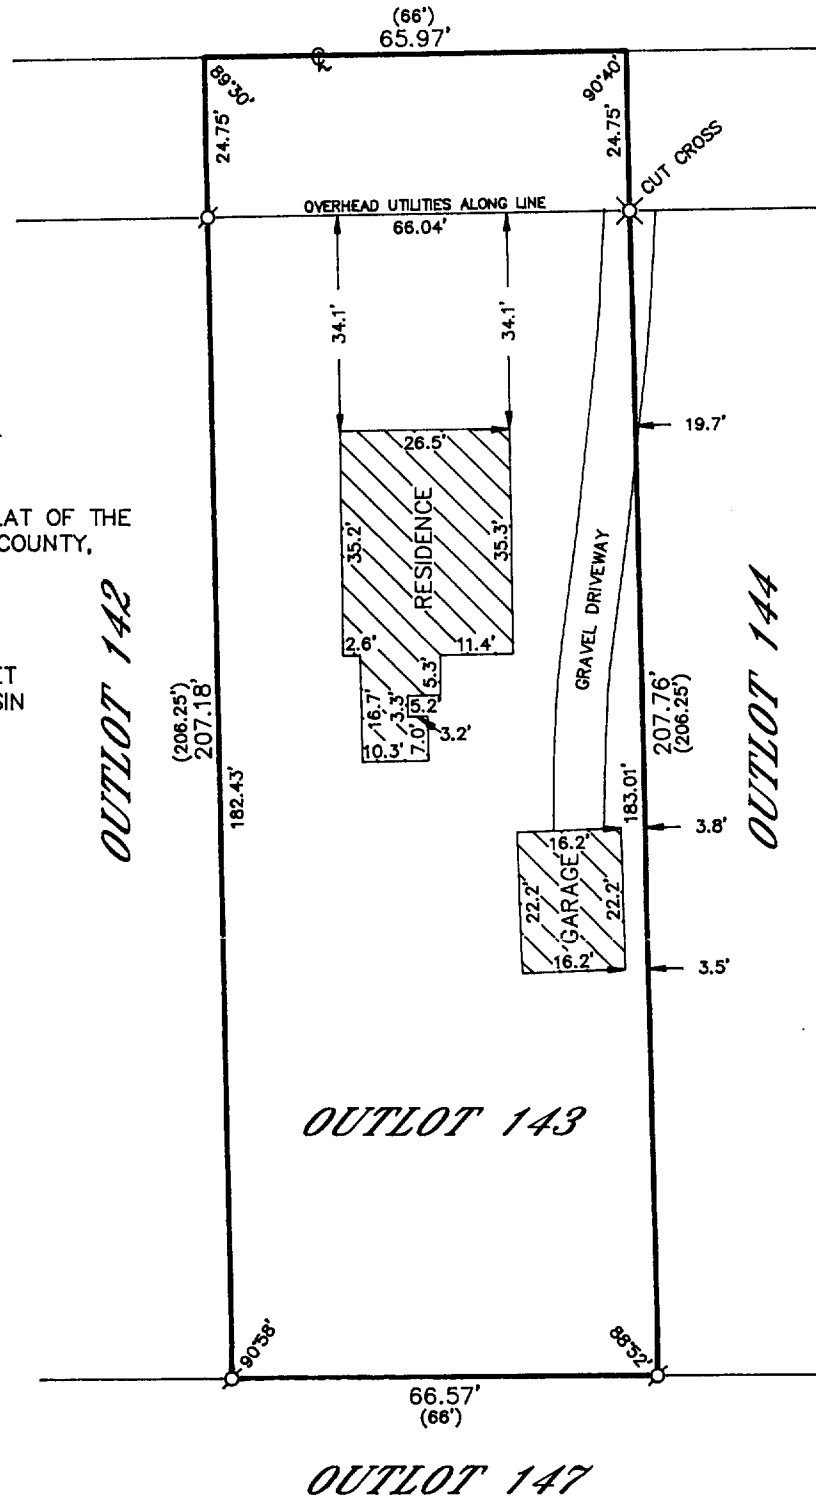 (66')
65.97'
89°30'
90°40'
24.75'
24.75'
CUT CROSS
OVERHEAD UTILITIES ALONG LINE
66.04'
34.1'
34.1'
19.7'
26.5'
LAT OF THE
COUNTY,
35.2'
RESIDENCE
35.3'
GRAVEL DRIVEWAY
OUTLOT 142
OUTLOT 144
2.6'
11.4'
5.3'
ET
SIN
(206.25')
207.18'
16.7'
3.3'
5.2'
3.2'
10.3'
7.0'
207.76'
(206.25')
182.43'
183.01'
3.8'
16.2'
22.2'
GARAGE
22.2'
16.2'
3.5'
OUTLOT 143
90°58'
88°52'
66.57'
(66')
OUTLOT 147